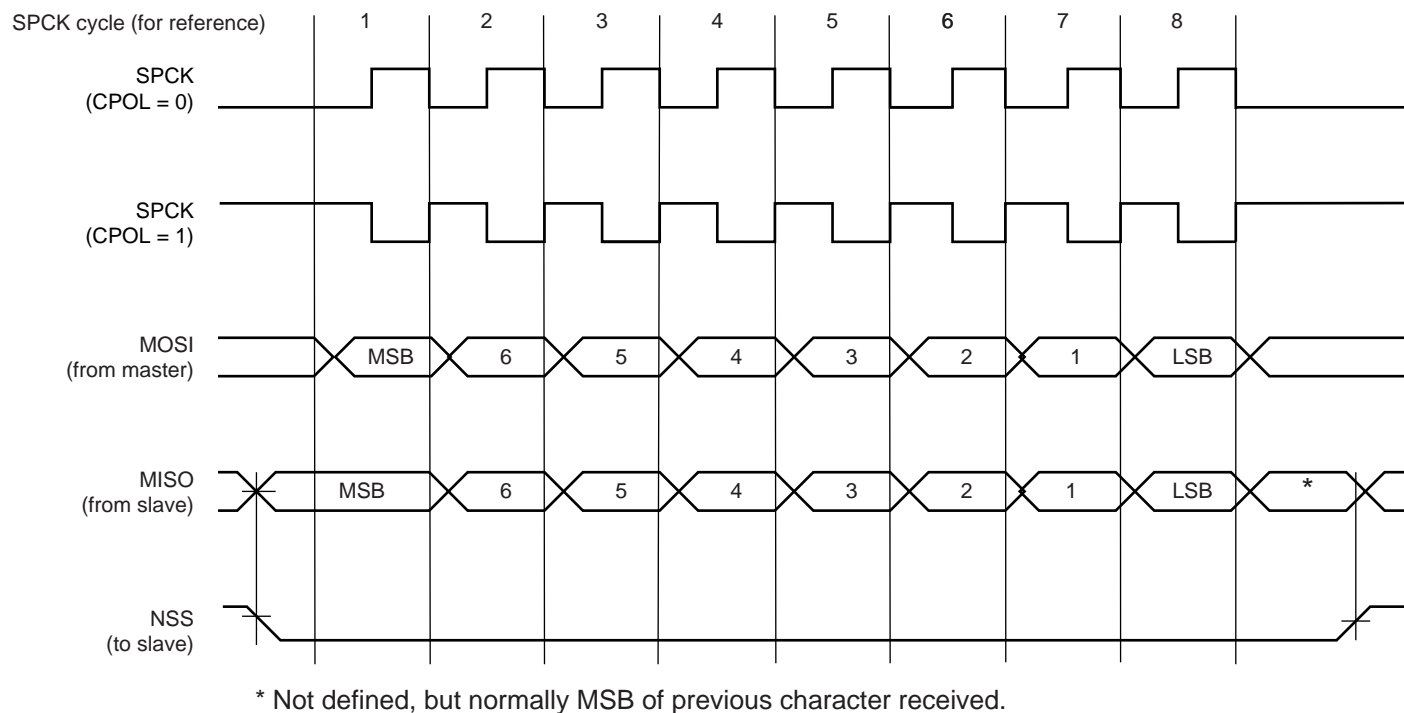 SPCK cycle (for reference) 1 2 3 4 5 6 7 8
SPCK
(CPOL = 0)
SPCK
(CPOL = 1)
MOSI
(from master)
MSB 6 5 4 3 2 1 LSB
MISO
(from slave)
MSB 6 5 4 3 2 1 LSB *
NSS
(to slave)
* Not defined, but normally MSB of previous character received.